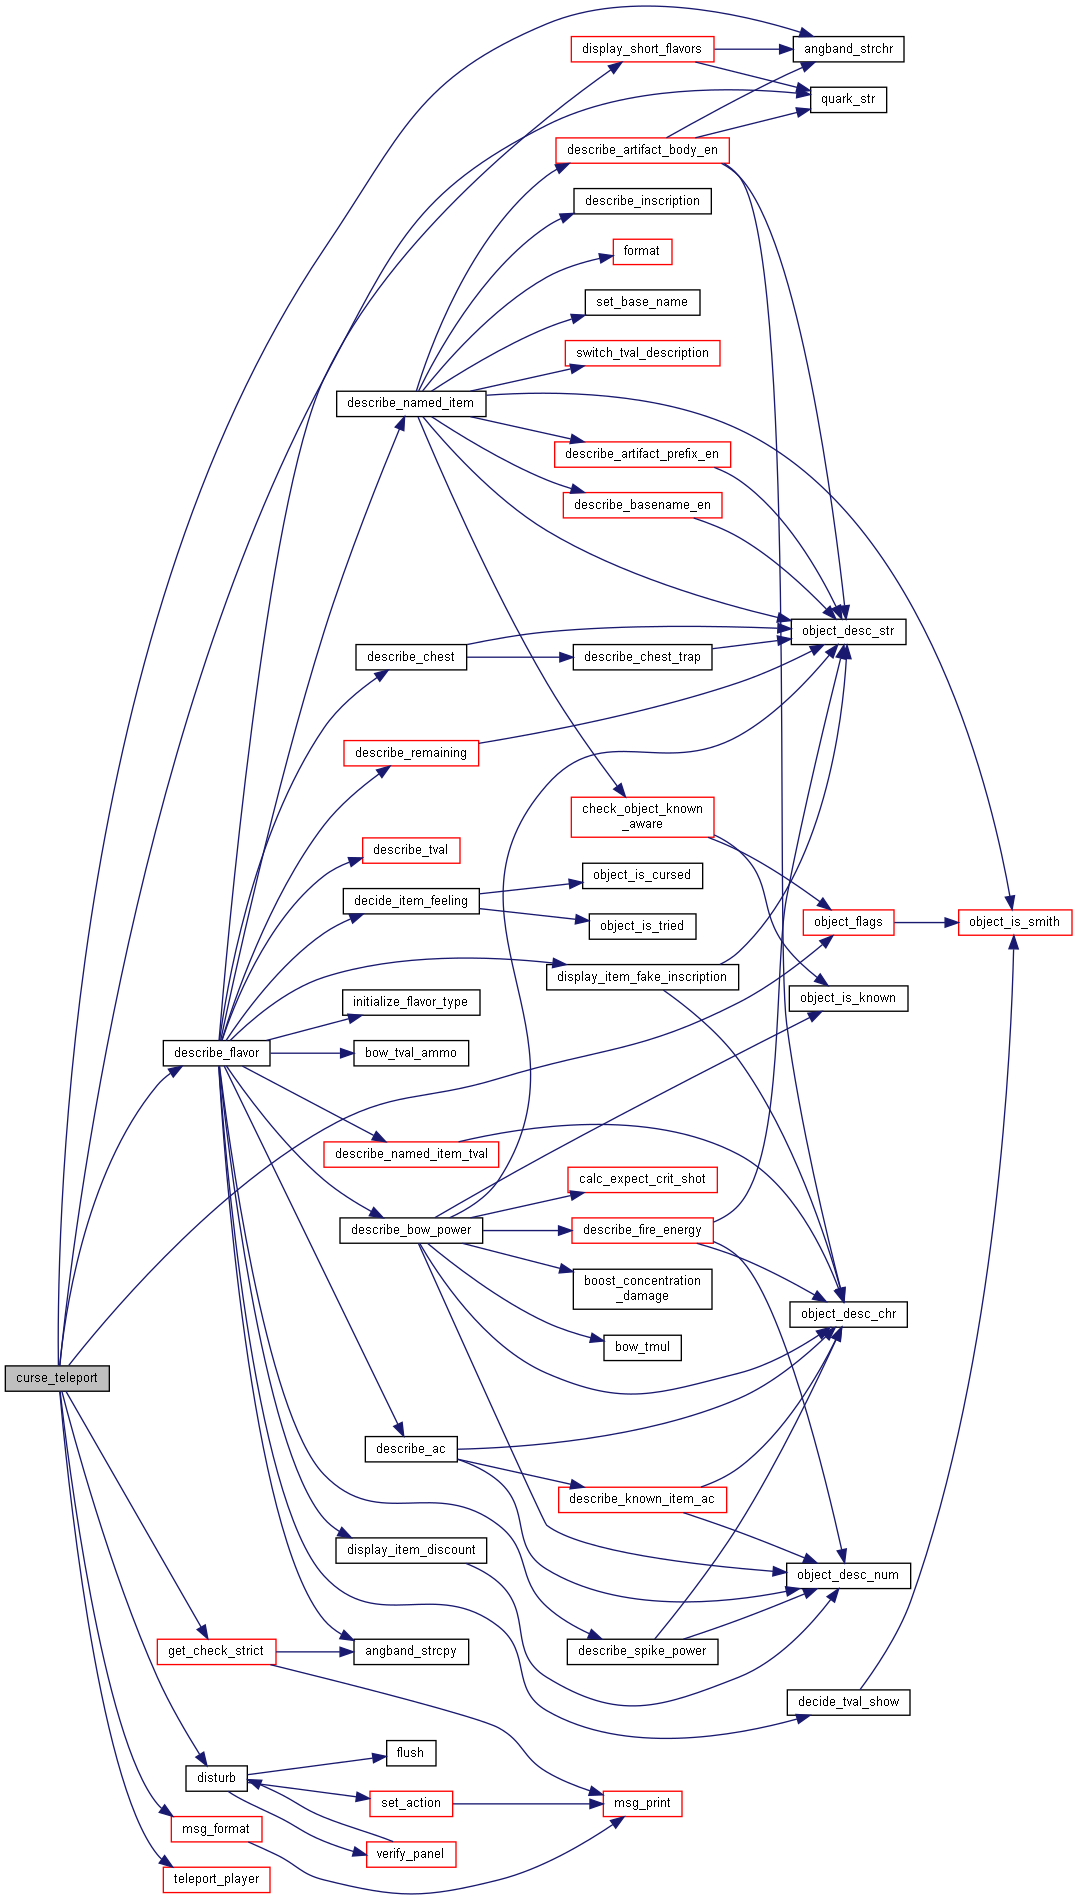 display_short_flavors
angband_strchr
quark_str
describe_artifact_body_en
describe_inscription
format
set_base_name
switch_tval_description
describe_named_item
describe_artifact_prefix_en
describe_basename_en
object_desc_str
describe_chest
describe_chest_trap
describe_remaining
check_object_known
_aware
describe_tval
object_is_cursed
decide_item_feeling
object_is_tried
object_flags
object_is_smith
display_item_fake_inscription
initialize_flavor_type
object_is_known
describe_flavor
bow_tval_ammo
describe_named_item_tval
calc_expect_crit_shot
describe_bow_power
describe_fire_energy
boost_concentration
_damage
object_desc_chr
bow_tmul
curse_teleport
describe_ac
describe_known_item_ac
display_item_discount
object_desc_num
get_check_strict
angband_strcpy
describe_spike_power
decide_tval_show
flush
disturb
set_action
msg_print
msg_format
verify_panel
teleport_player